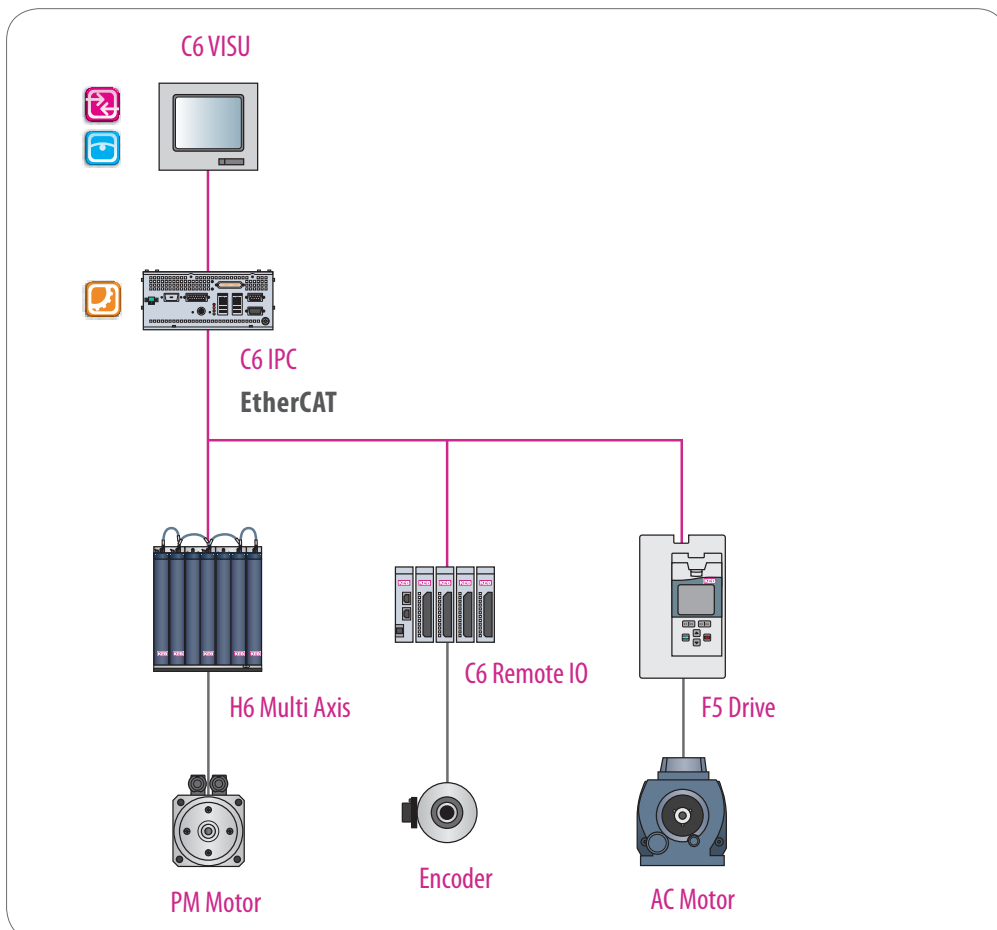 C6 VISU
C6 IPC
EtherCAT
C6 Remote IO
H6 Multi Axis
F5 Drive
Encoder
PM Motor
AC Motor